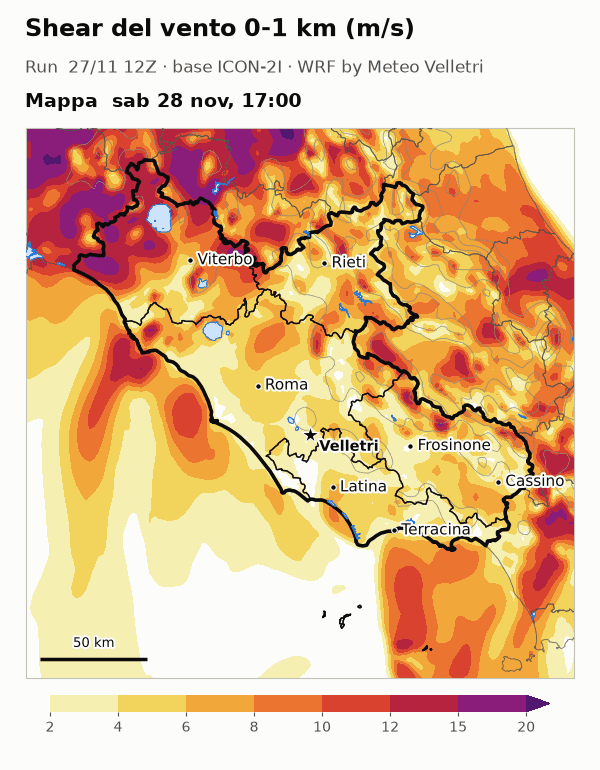 Shear del vento 0-1 km (m/s)
Run  27/11 12Z · base ICON-2I · WRF by Meteo Velletri
Mappa  sab 28 nov, 17:00
Viterbo
Rieti
Roma
Velletri
Frosinone
Latina
Cassino
Terracina
50 km
2 4 6 8 10 12 15 20